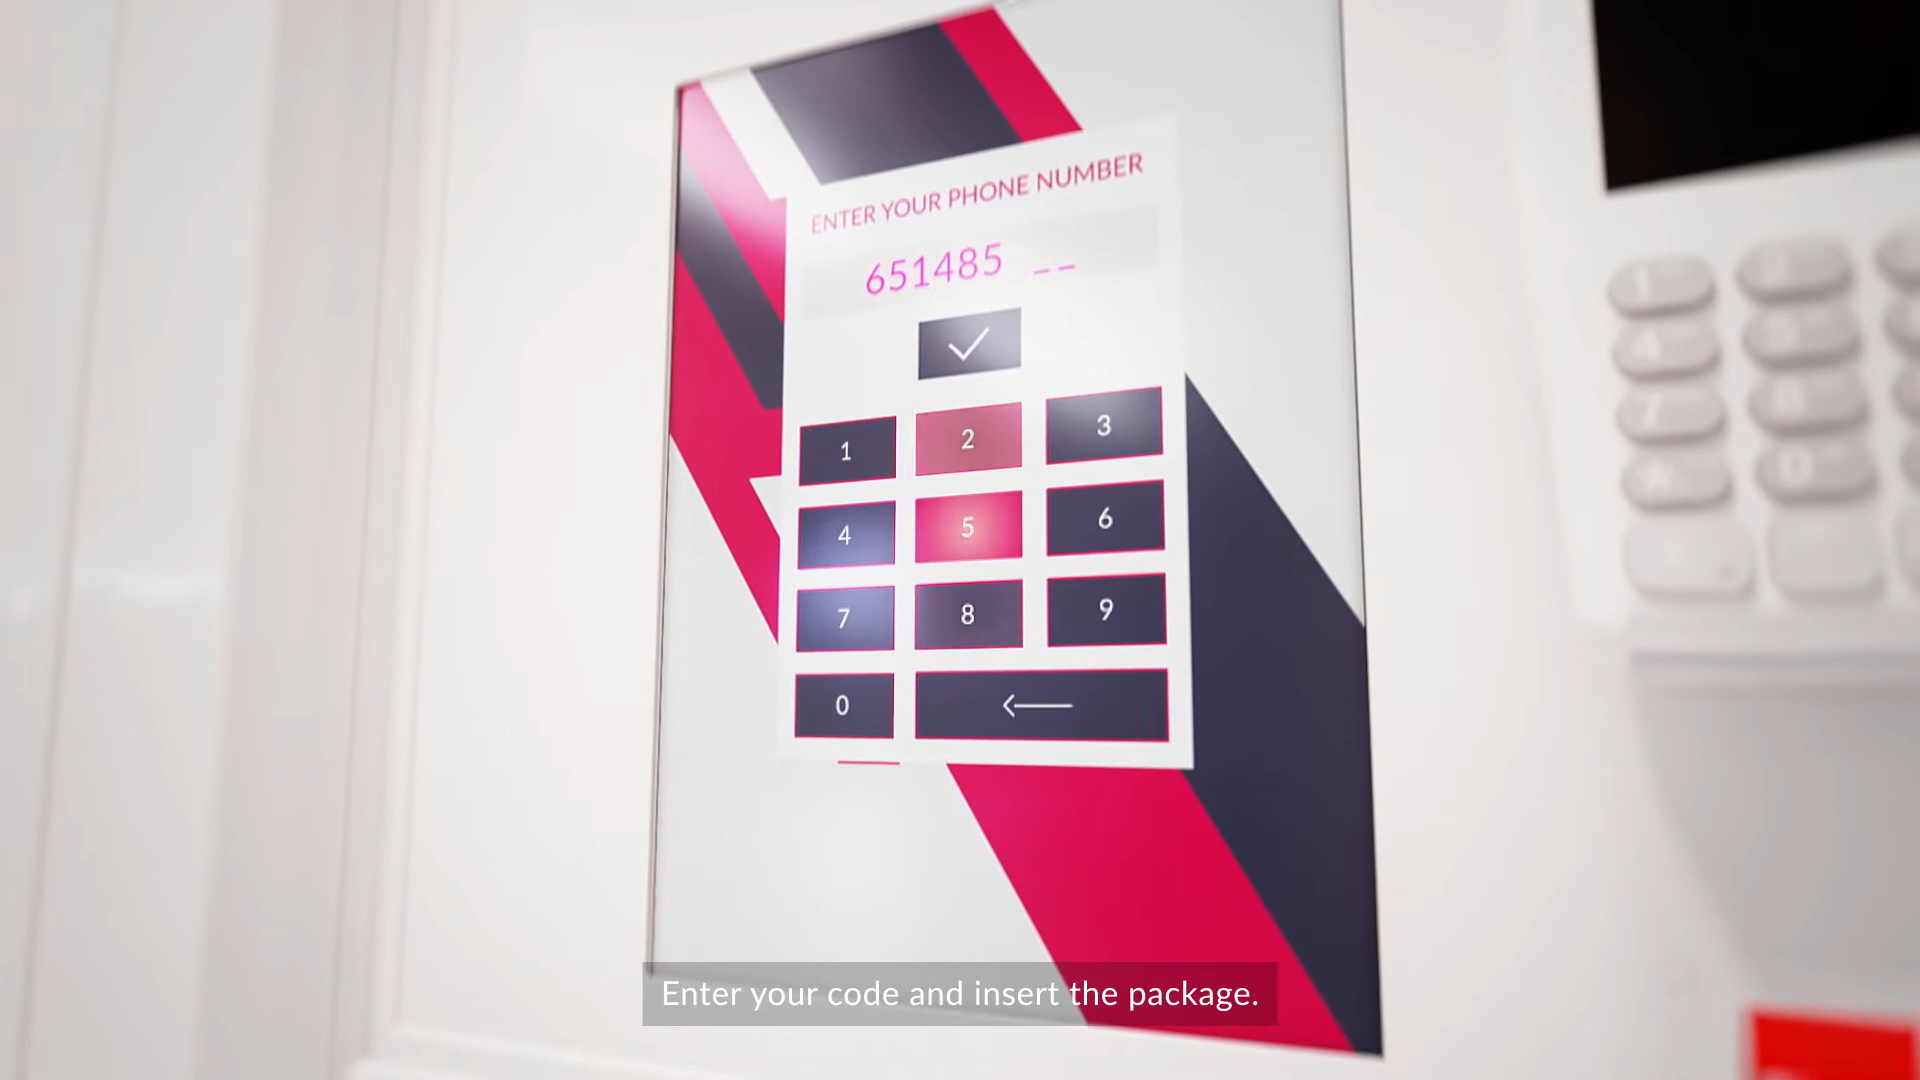 ENTER YOUR PHONE NUMBER
651485 _ _
1 2 3
4 5 6
7 8 9
0
Enter your code and insert the package.